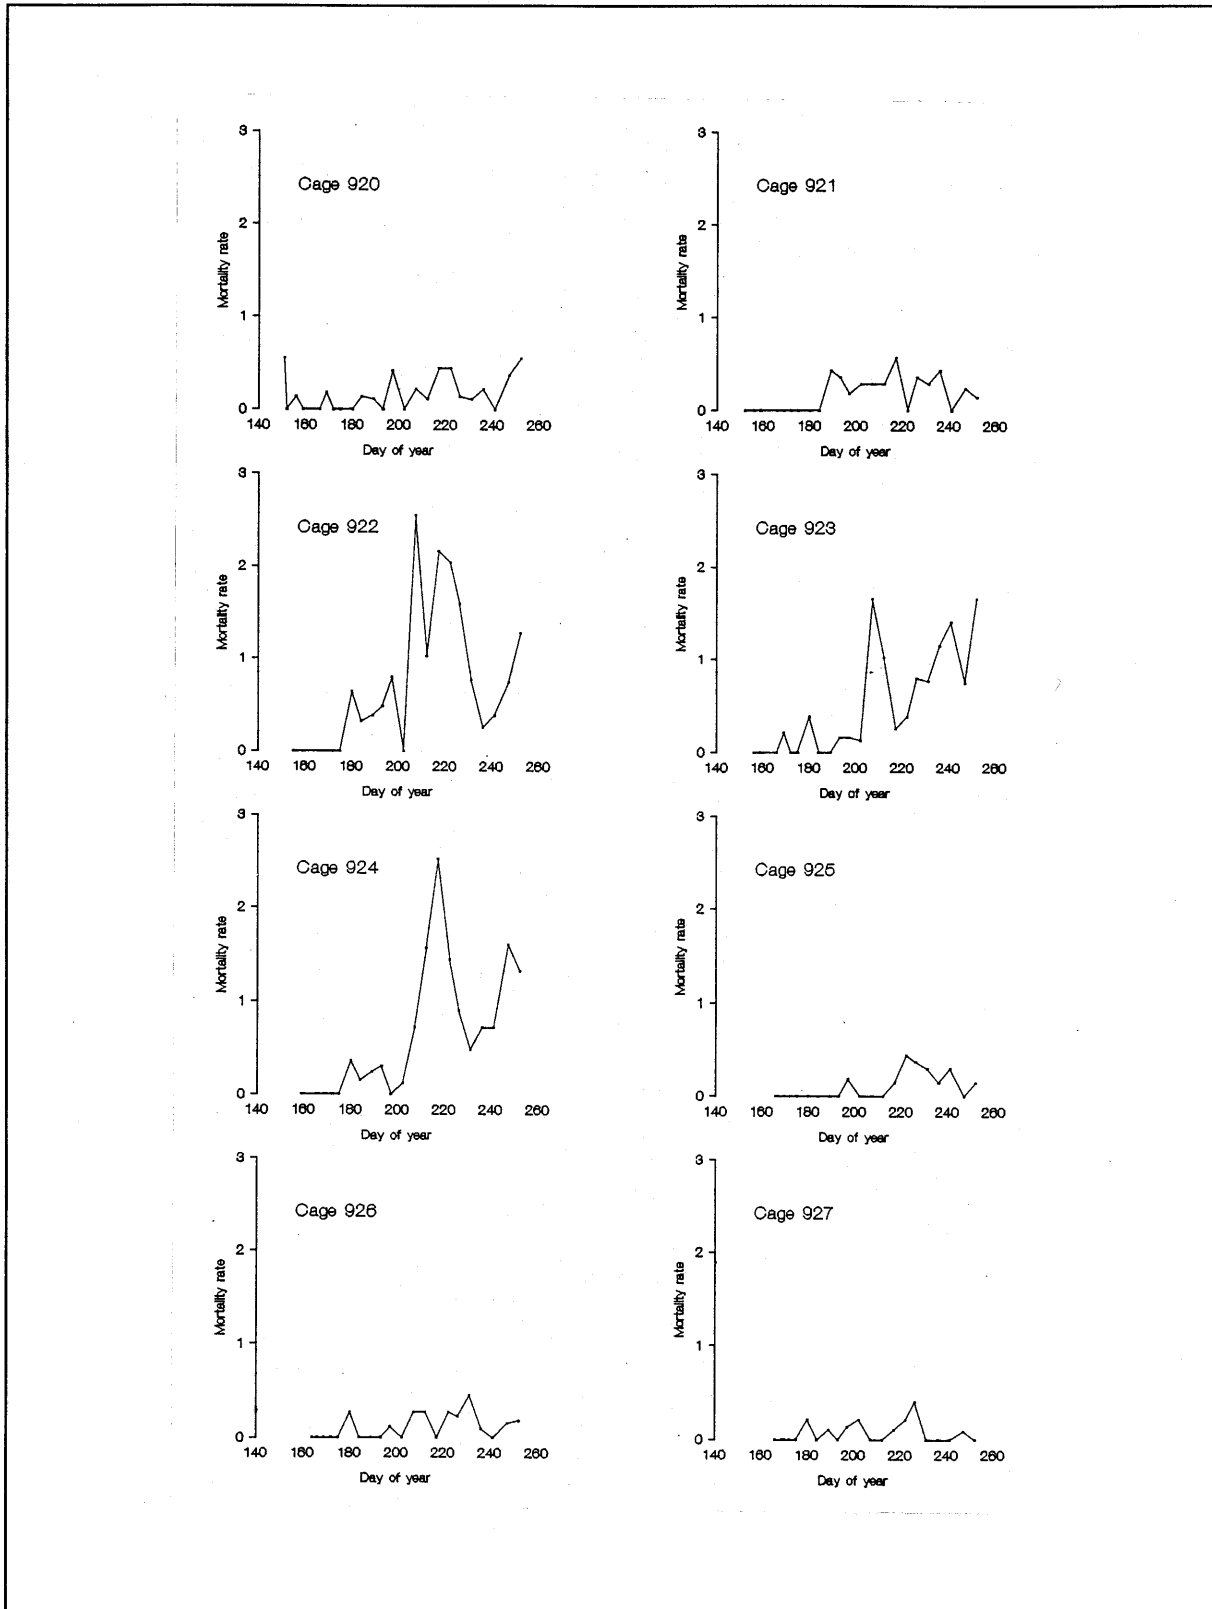 3
2
1
0
Cage 920
Mortality rate
140 160 180 200 220 240 260
Day of year
3
2
1
0
Cage 921
Mortality rate
140 160 180 200 220 240 260
Day of year
3
2
1
0
Cage 922
Mortality rate
140 160 180 200 220 240 260
Day of year
3
2
1
0
Cage 923
Mortality rate
140 160 180 200 220 240 260
Day of year
3
2
1
0
Cage 924
Mortality rate
140 160 180 200 220 240 260
Day of year
3
2
1
0
Cage 925
Mortality rate
140 160 180 200 220 240 260
Day of year
3
2
1
0
Cage 926
Mortality rate
140 160 180 200 220 240 260
Day of year
3
2
1
0
Cage 927
Mortality rate
140 160 180 200 220 240 260
Day of year